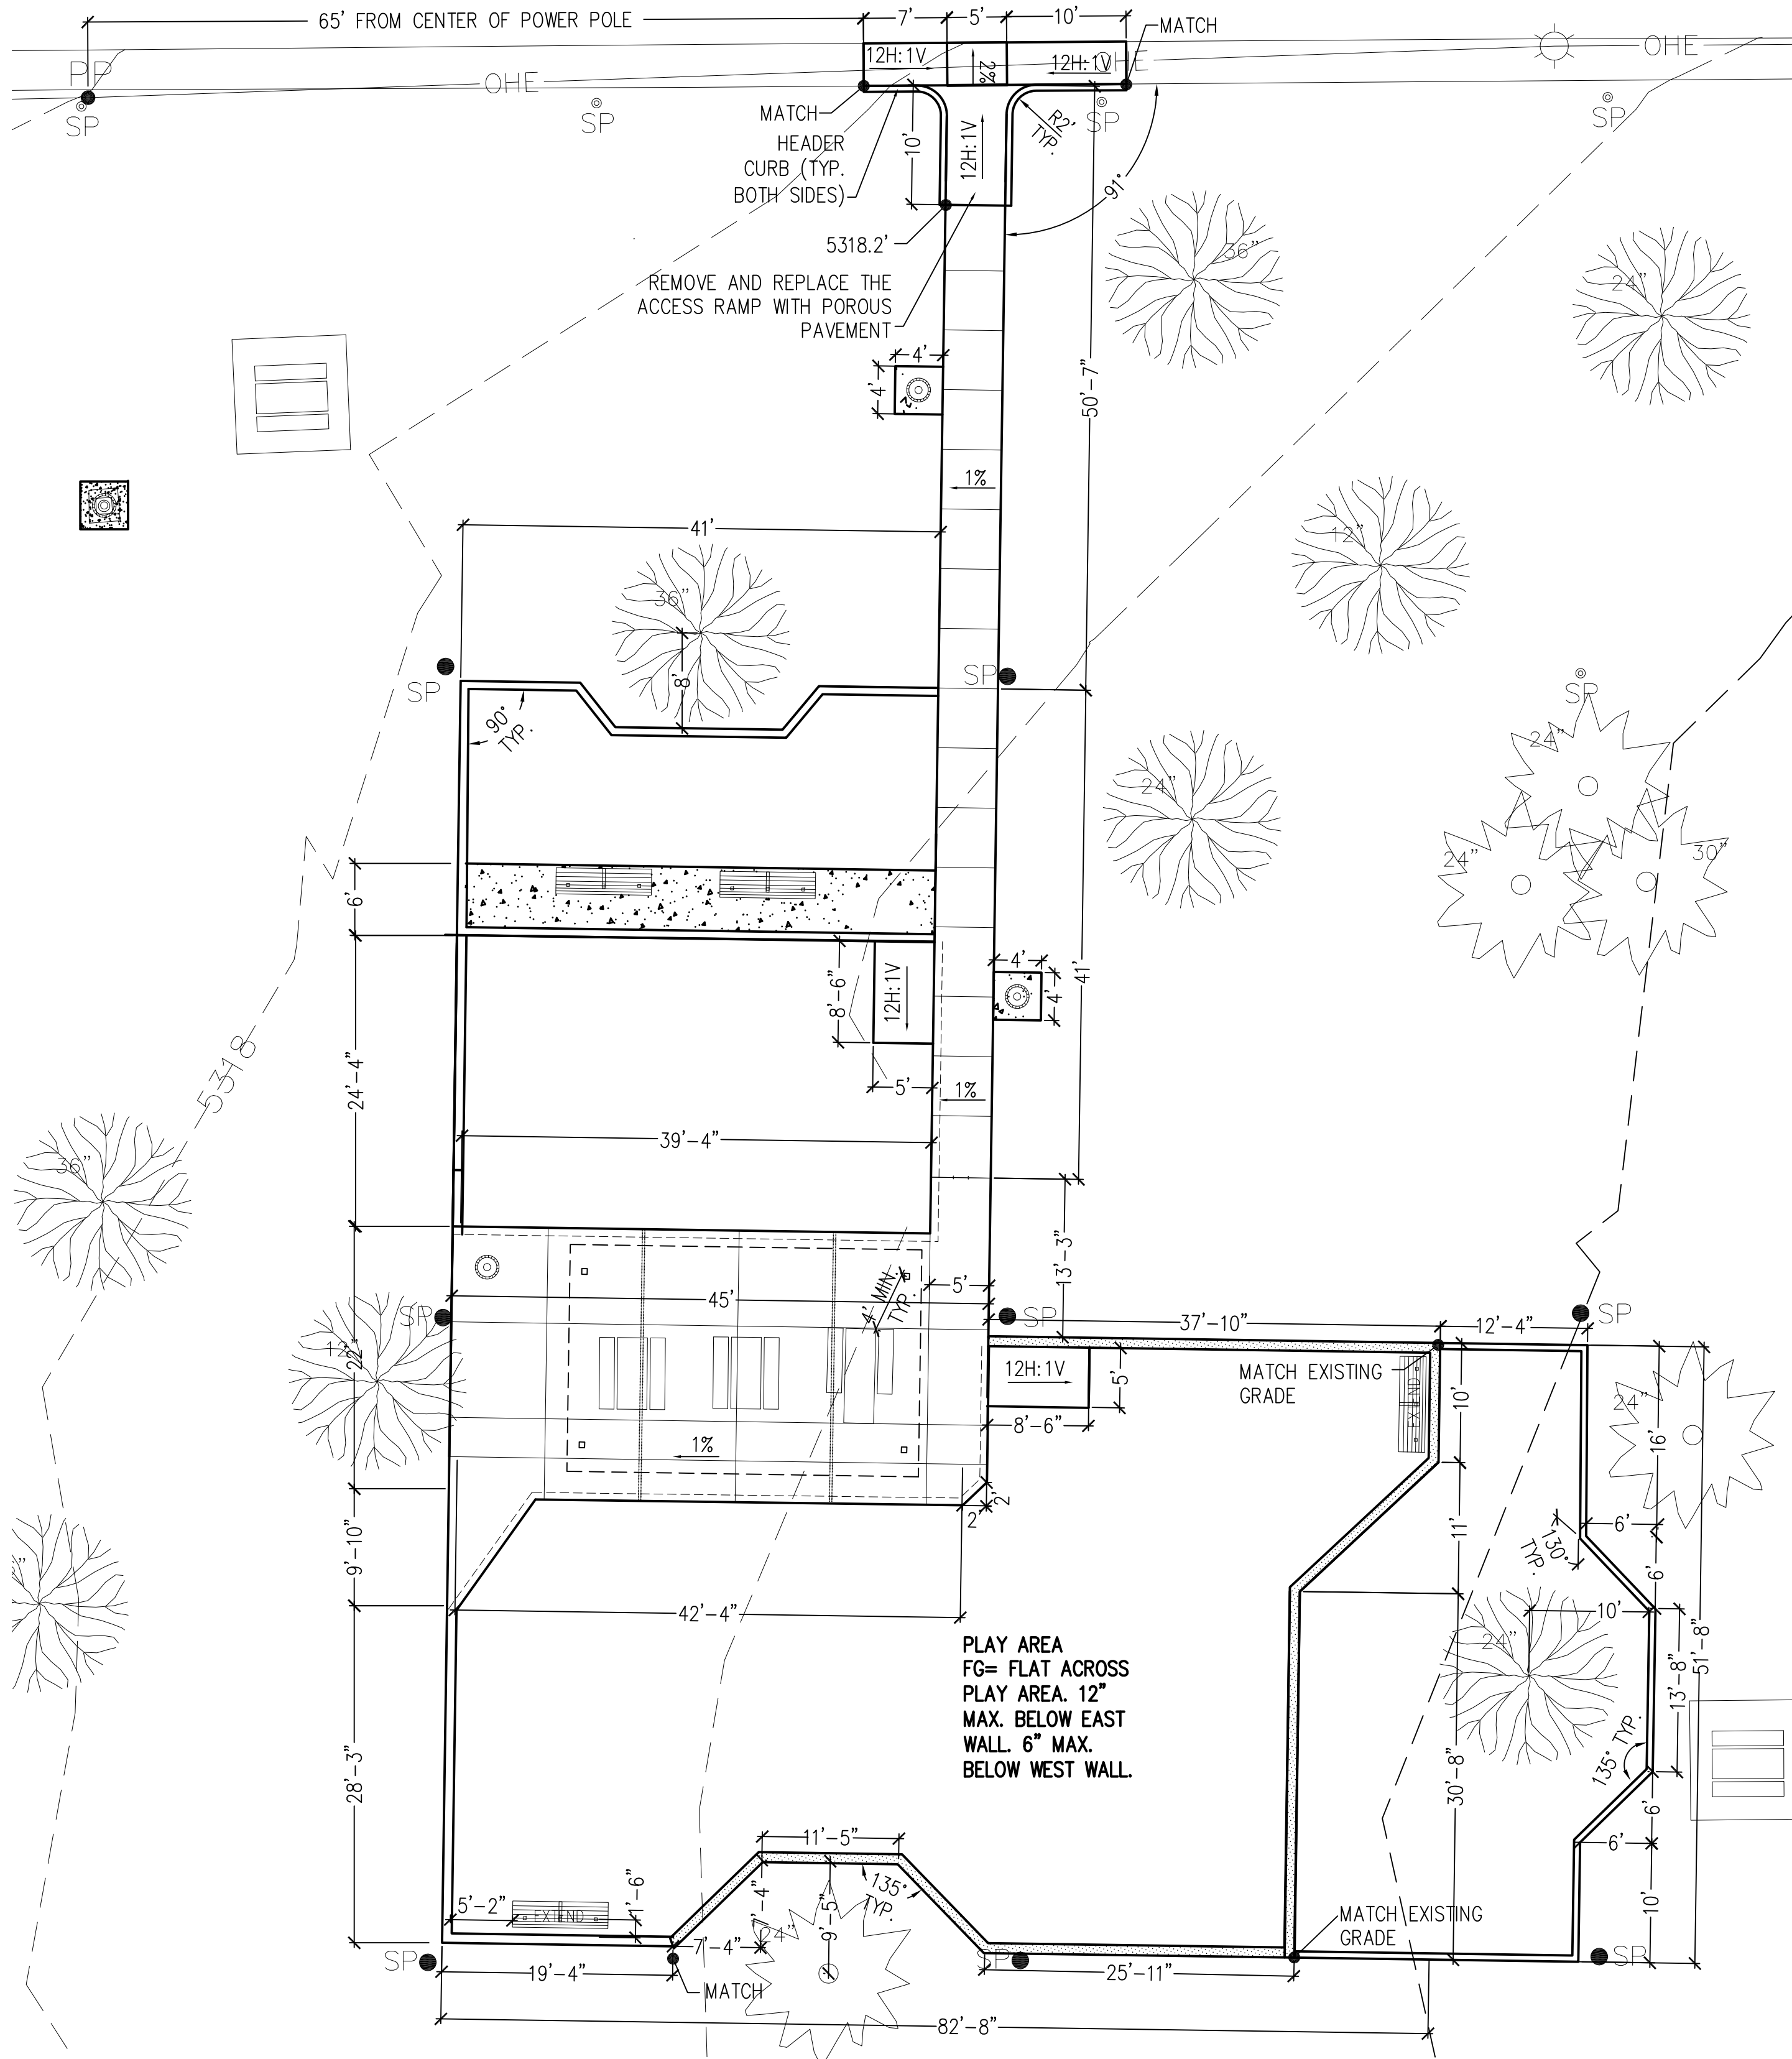 65' FROM CENTER OF POWER POLE
7'
5'
10'
MATCH
12H:1V
2%
12H:1V
OHE
OHE
OHE
PP
SP
SP
SP
SP
MATCH
HEADER
CURB (TYP.
BOTH SIDES)
10'
12H:1V
R2'
TYP.
91°
5318.2'
REMOVE AND REPLACE THE
ACCESS RAMP WITH POROUS
PAVEMENT
36"
24"
4'
4'
50'-7"
1%
12"
41'
36"
8'
SP
SP
SP
90°
TYP.
24"
24"
24"
30"
6'
24'-4"
8'-6"
12H:1V
5'
4'
4'
41'
1%
39'-4"
5318
36"
13'-3"
5'
4' MIN.
TYP.
45'
SP
SP
SP
12"
22'
37'-10"
12'-4"
12H:1V
5'
8'-6"
MATCH EXISTING
GRADE
EXTEND
10'
16'
24"
1%
2'
2'
9'-10"
11'
6'
130°
TYP.
6'
42'-4"
10'
24"
51'-8"
13'-8"
PLAY AREA
FG= FLAT ACROSS
PLAY AREA. 12"
MAX. BELOW EAST
WALL. 6" MAX.
BELOW WEST WALL.
28'-3"
30'-8"
135° TYP.
6'
6'
11'-5"
135°
TYP.
7'-4"
9'-5"
5'-2"
EXTEND
1'-6"
7'-4"
24"
10'
MATCH EXISTING
GRADE
SP
SP
SP
19'-4"
MATCH
25'-11"
82'-8"